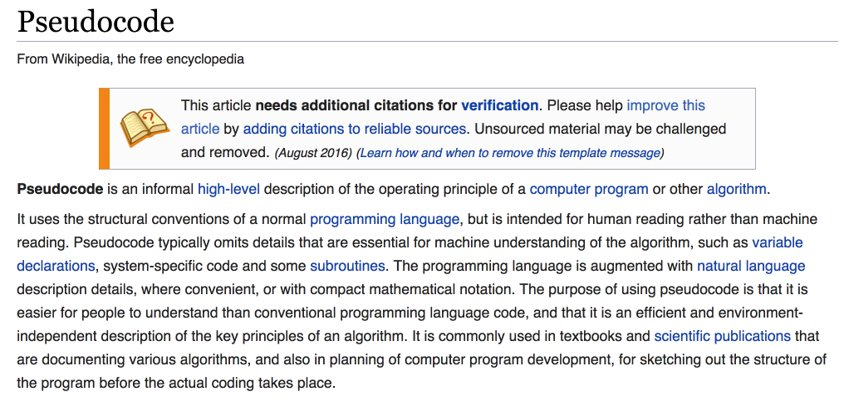 Pseudocode
From Wikipedia, the free encyclopedia
This article needs additional citations for verification. Please help improve this
article by adding citations to reliable sources. Unsourced material may be challenged
and removed. (August 2016) (Learn how and when to remove this template message)
Pseudocode is an informal high-level description of the operating principle of a computer program or other algorithm.
It uses the structural conventions of a normal programming language, but is intended for human reading rather than machine
reading. Pseudocode typically omits details that are essential for machine understanding of the algorithm, such as variable
declarations, system-specific code and some subroutines. The programming language is augmented with natural language
description details, where convenient, or with compact mathematical notation. The purpose of using pseudocode is that it is
easier for people to understand than conventional programming language code, and that it is an efficient and environment-
independent description of the key principles of an algorithm. It is commonly used in textbooks and scientific publications that
are documenting various algorithms, and also in planning of computer program development, for sketching out the structure of
the program before the actual coding takes place.